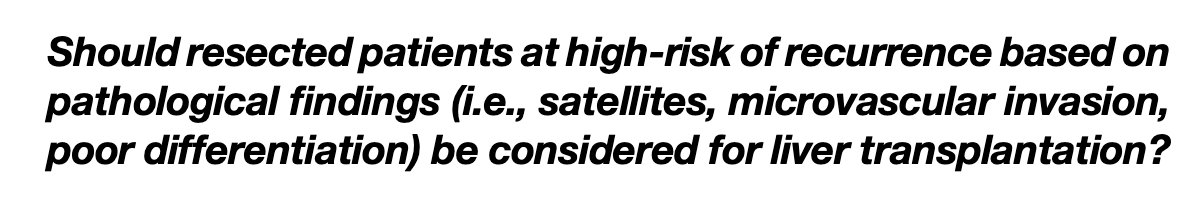 Should resected patients at high-risk of recurrence based on
pathological findings (i.e., satellites, microvascular invasion,
poor differentiation) be considered for liver transplantation?